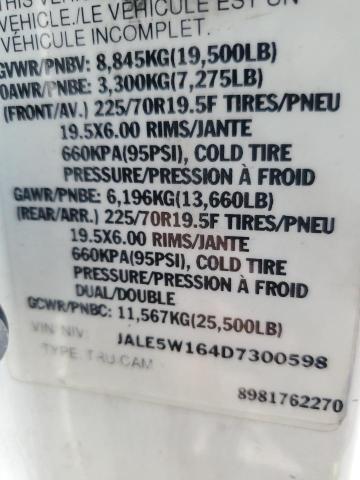 THIS VEHI
VEHICLE./LE VEHICULE EST UN
VÉHICULE INCOMPLET.
GVWR/PNBV: 8,845KG(19,500LB)
OAWR/PNBE: 3,300KG(7,275LB)
(FRONT/AV.) 225/70R19.5F TIRES/PNEU
19.5X6.00 RIMS/JANTE
660KPA(95PSI), COLD TIRE
PRESSURE/PRESSION À FROID
GAWR/PNBE: 6,196KG(13,660LB)
(REAR/ARR.) 225/70R19.5F TIRES/PNEU
19.5X6.00 RIMS/JANTE
660KPA(95PSI), COLD TIRE
PRESSURE/PRESSION À FROID
DUAL/DOUBLE
GCWR/PNBC: 11,567KG(25,500LB)
VIN/NIV: JALE5W164D7300598
TYPE: TRU/CAM
8981762270